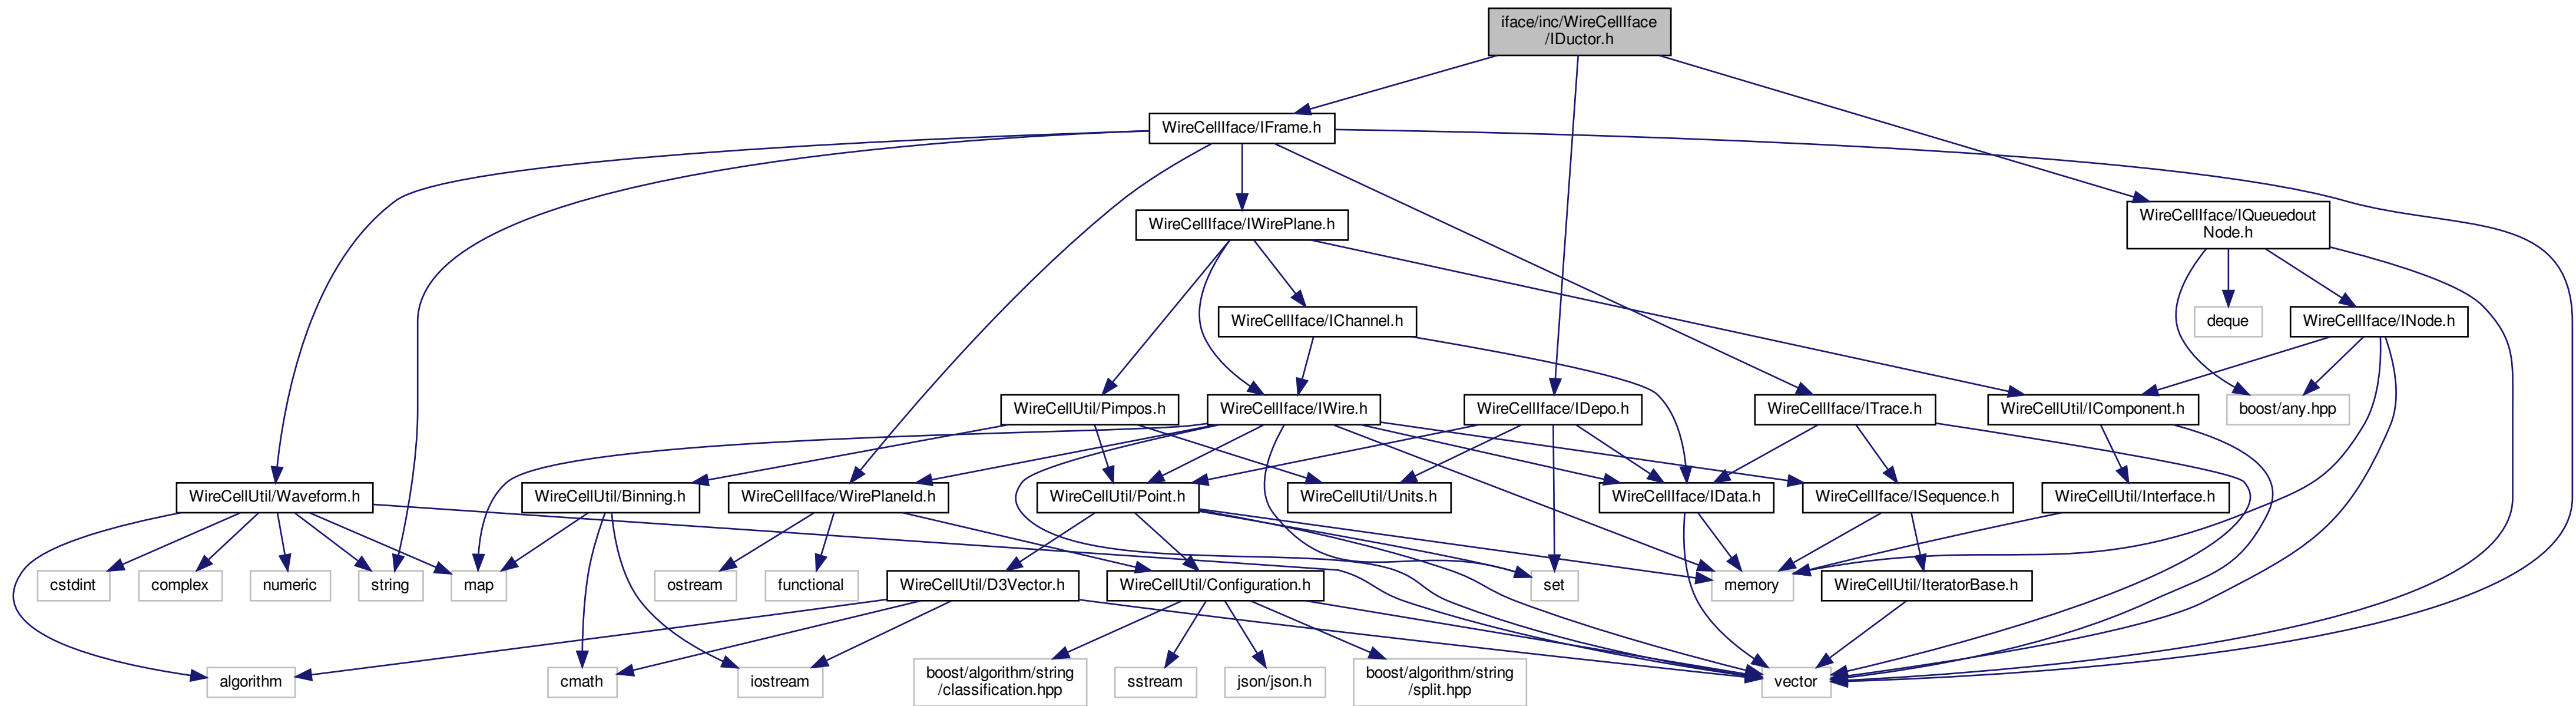 iface/inc/WireCellIface
/IDuctor.h
WireCellIface/IFrame.h
WireCellIface/IWirePlane.h
WireCellIface/IQueuedout
Node.h
WireCellIface/IChannel.h
deque
WireCellIface/INode.h
WireCellUtil/Pimpos.h
WireCellIface/IWire.h
WireCellIface/IDepo.h
WireCellIface/ITrace.h
WireCellUtil/IComponent.h
boost/any.hpp
WireCellUtil/Waveform.h
WireCellUtil/Binning.h
WireCellIface/WirePlaneId.h
WireCellUtil/Point.h
WireCellUtil/Units.h
WireCellIface/IData.h
WireCellIface/ISequence.h
WireCellUtil/Interface.h
cstdint
complex
numeric
string
map
ostream
functional
WireCellUtil/D3Vector.h
WireCellUtil/Configuration.h
set
memory
WireCellUtil/IteratorBase.h
algorithm
cmath
iostream
boost/algorithm/string
/classification.hpp
sstream
json/json.h
boost/algorithm/string
/split.hpp
vector